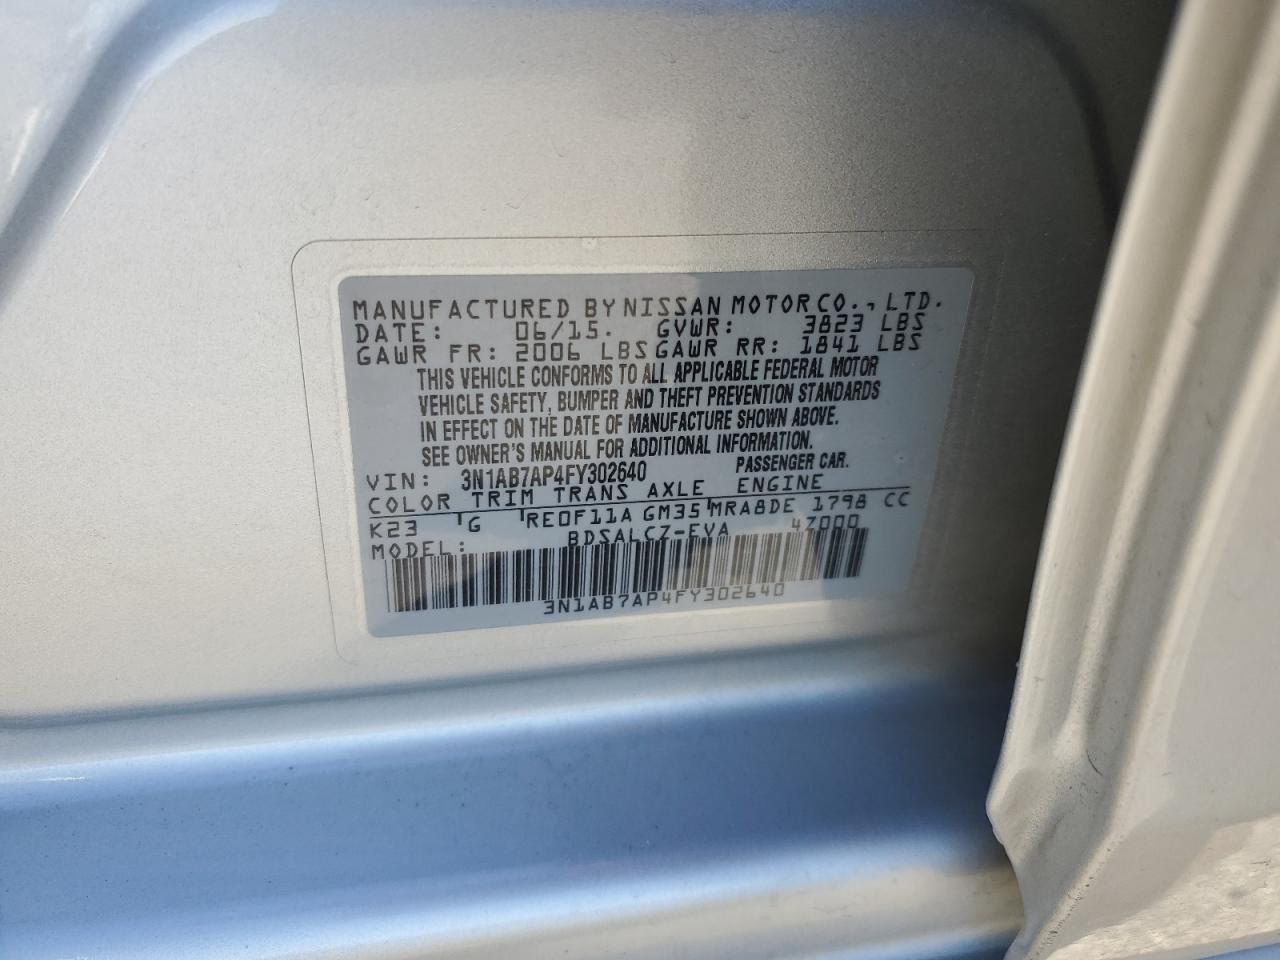 MANUFACTURED BY NISSAN MOTOR CO., LTD.
DATE: 06/15. GVWR: 3823 LBS
GAWR FR: 2006 LBS GAWR RR: 1841 LBS
THIS VEHICLE CONFORMS TO ALL APPLICABLE FEDERAL MOTOR
VEHICLE SAFETY, BUMPER AND THEFT PREVENTION STANDARDS
IN EFFECT ON THE DATE OF MANUFACTURE SHOWN ABOVE.
SEE OWNER'S MANUAL FOR ADDITIONAL INFORMATION.
VIN: 3N1AB7AP4FY302640 PASSENGER CAR.
COLOR TRIM TRANS AXLE ENGINE
K23 G RE0F11A GM35 MRA8DE 1798 CC
MODEL: BDSALCZ-EVA 47000
3N1AB7AP4FY302640